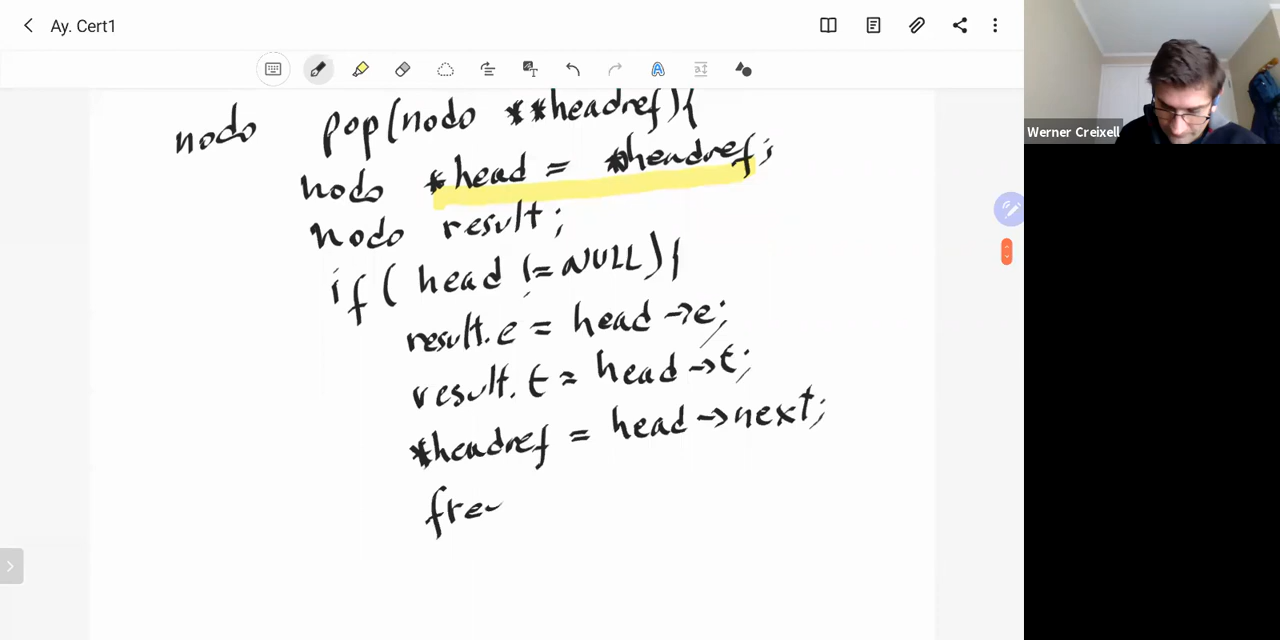 Ay. Cert1
nodo pop(nodo **headref){
nodo *head = *headref;
nodo result;
if( head != NULL){
result.e = head->e;
result.t = head->t;
*headref = head->next;
free
Werner Creixell